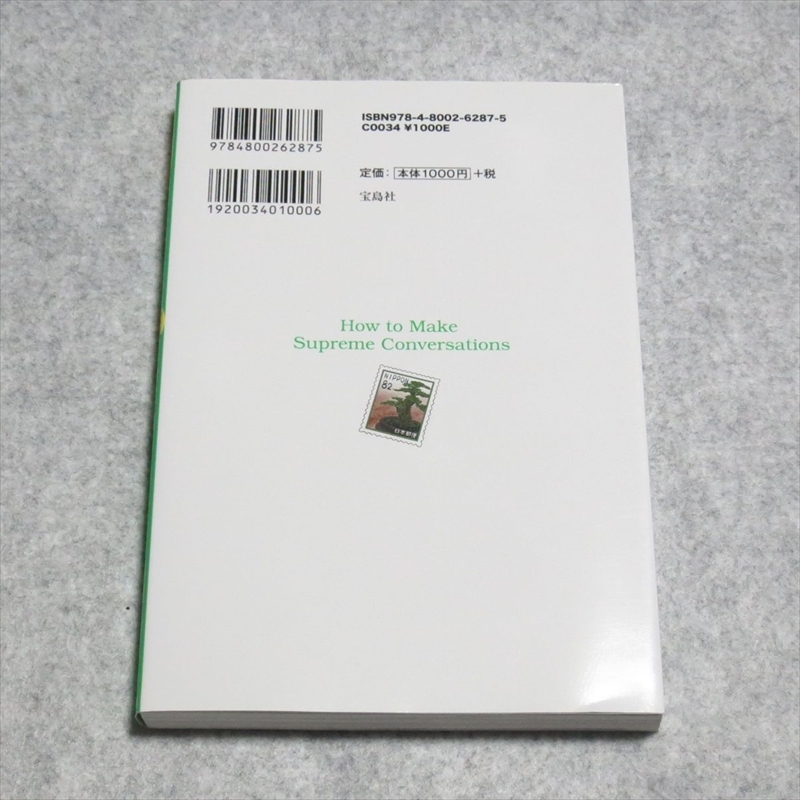 ISBN978-4-8002-6287-5
C0034 ¥1000E
9784800262875
定価: 本体1000円 +税
1920034010006
宝島社
How to Make
Supreme Conversations
NIPPON
82
日本郵便